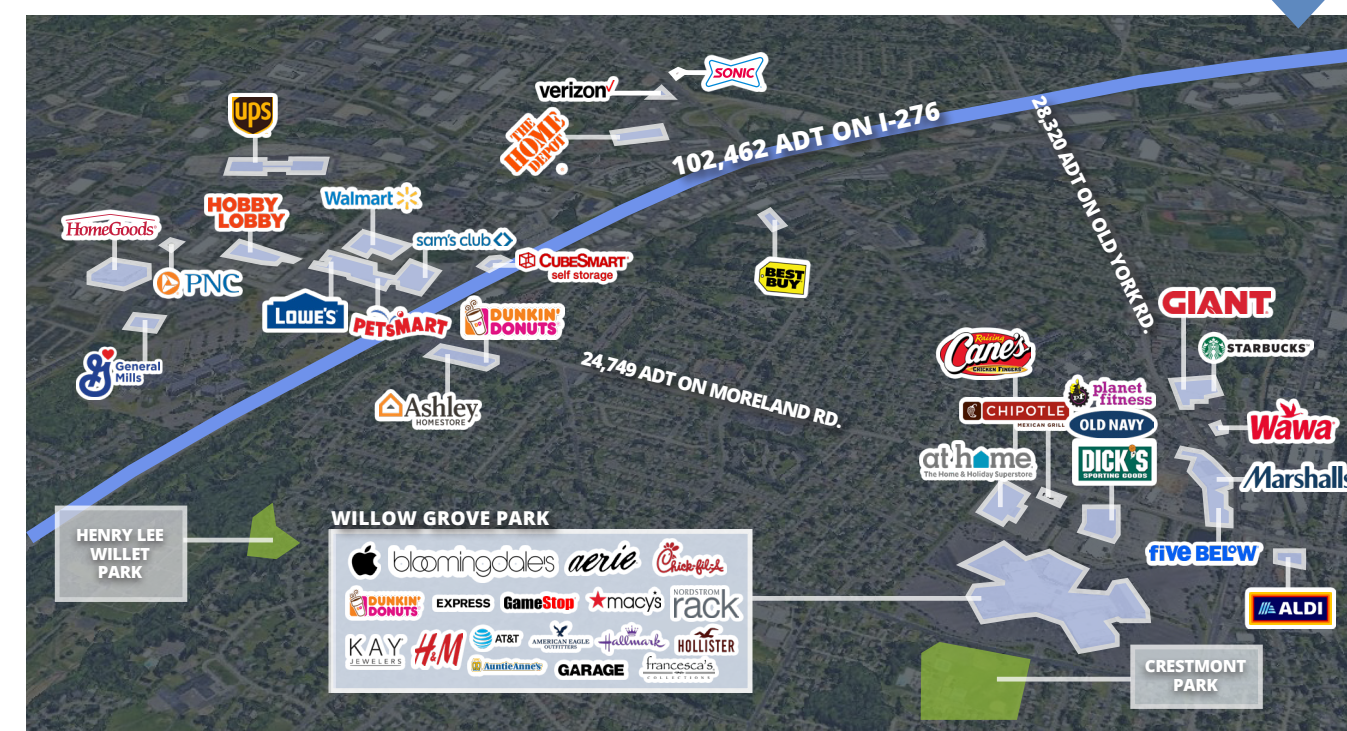 SONIC
verizon
ups
THE
HOME
DEPOT
102,462 ADT ON I-276
28,320 ADT ON OLD YORK RD.
HOBBY
LOBBY
Walmart
HomeGoods
sam's club
CUBESMART
self storage
PNC
BEST
BUY
LOWE'S
PETSMART
DUNKIN'
DONUTS
GIANT
STARBUCKS
General
Mills
24,749 ADT ON MORELAND RD.
Raising
Cane's
CHICKEN FINGERS
Ashley
HOMESTORE
CHIPOTLE
MEXICAN GRILL
planet
fitness
OLD NAVY
Wawa
at home
The Home & Holiday Superstore
DICK'S
SPORTING GOODS
Marshalls
HENRY LEE
WILLET
PARK
WILLOW GROVE PARK
bloomingdale's aerie Chick-fil-A
DUNKIN'
DONUTS
EXPRESS GameStop macy's
NORDSTROM
rack
KAY
JEWELERS
H&M
AT&T
AMERICAN EAGLE
OUTFITTERS
Hallmark
HOLLISTER
Auntie Anne's
GARAGE
francesca's
COLLECTIONS
five BELOW
ALDI
CRESTMONT
PARK